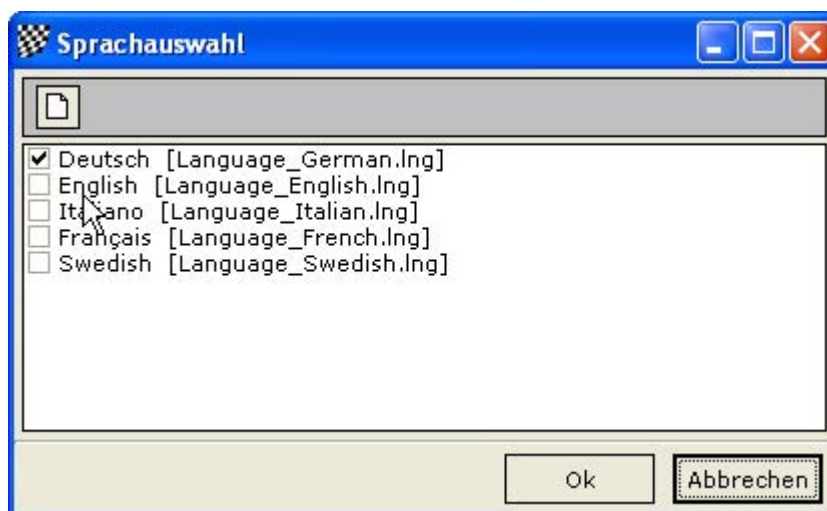 Sprachauswahl
Deutsch [Language_German.lng]
English [Language_English.lng]
Italiano [Language_Italian.lng]
Français [Language_French.lng]
Swedish [Language_Swedish.lng]
Ok
Abbrechen